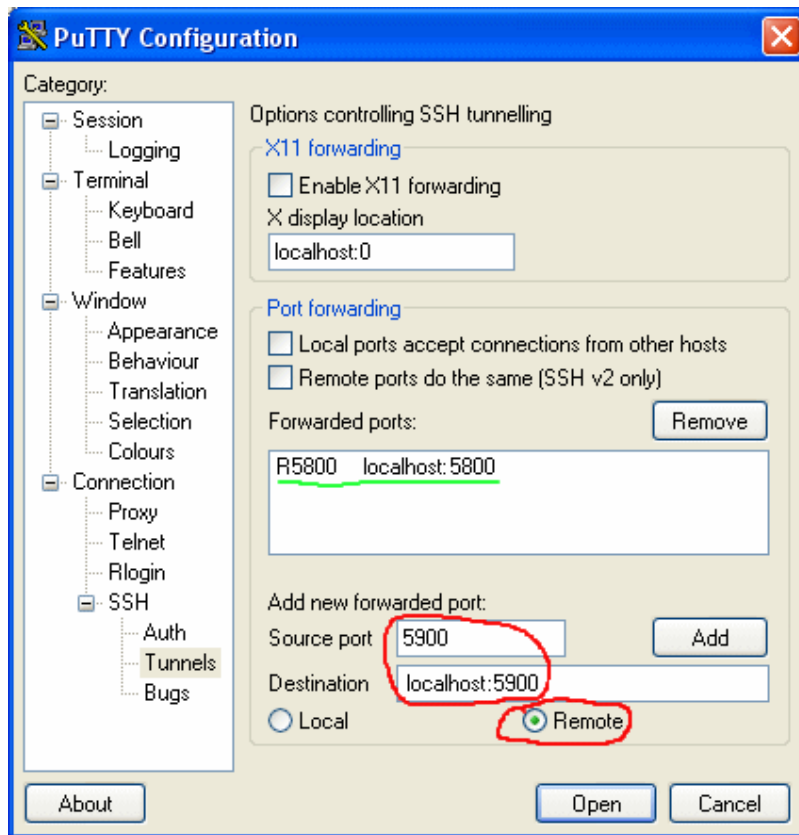 PuTTY Configuration
Category:
Session
Logging
Terminal
Keyboard
Bell
Features
Window
Appearance
Behaviour
Translation
Selection
Colours
Connection
Proxy
Telnet
Rlogin
SSH
Auth
Tunnels
Bugs
Options controlling SSH tunnelling
X11 forwarding
Enable X11 forwarding
X display location
localhost:0
Port forwarding
Local ports accept connections from other hosts
Remote ports do the same (SSH v2 only)
Forwarded ports:
Remove
R5800 localhost:5800
Add new forwarded port:
Source port 5900 Add
Destination localhost:5900
Local Remote
About Open Cancel